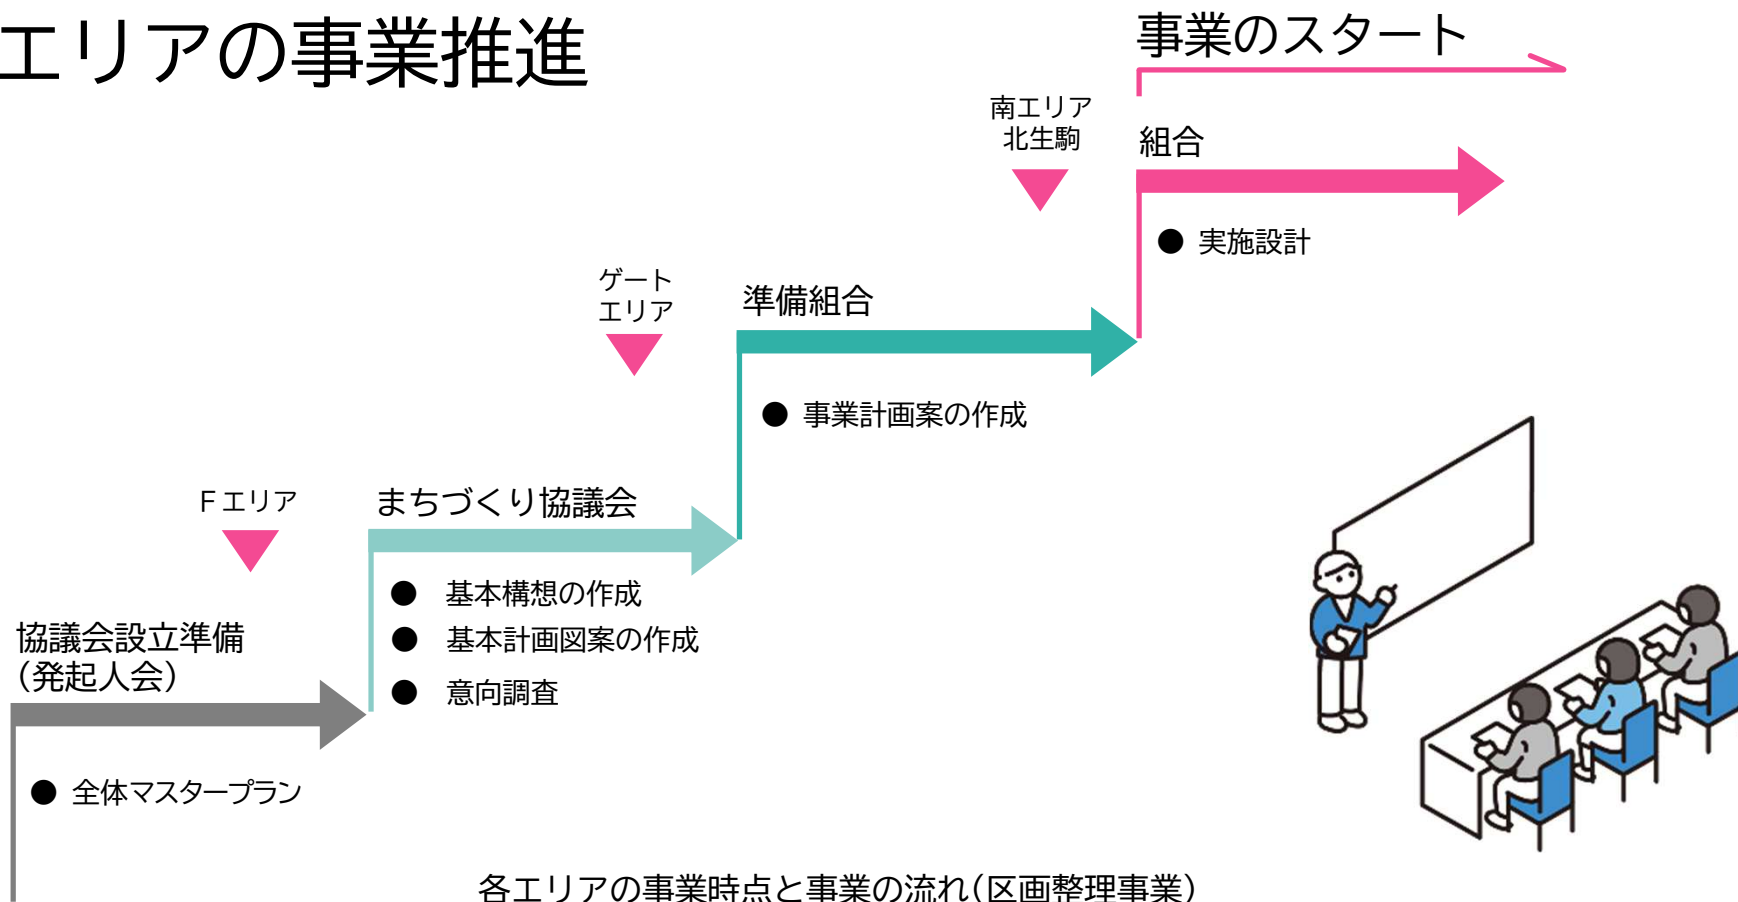 エリアの事業推進
事業のスタート
南エリア
北生駒
組合
● 実施設計
ゲート
エリア
準備組合
● 事業計画案の作成
Fエリア
まちづくり協議会
● 基本構想の作成
● 基本計画図案の作成
● 意向調査
協議会設立準備
(発起人会)
● 全体マスタープラン
各エリアの事業時点と事業の流れ(区画整理事業)